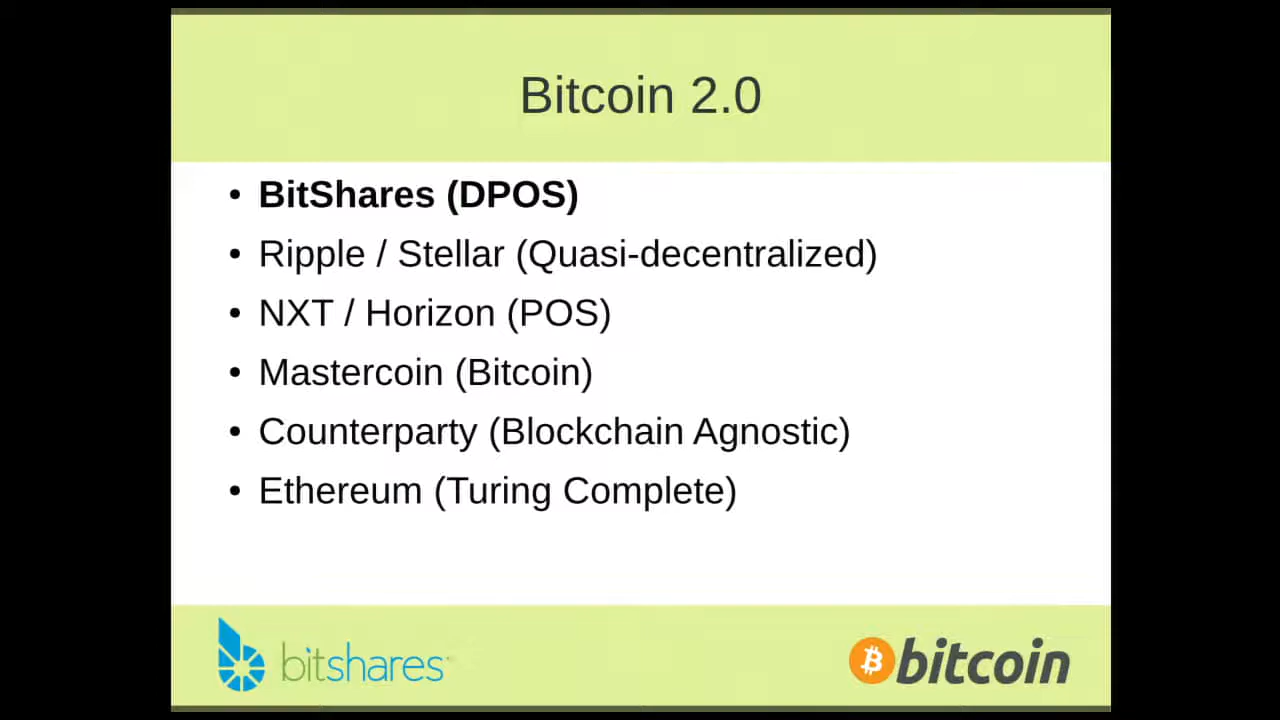 Bitcoin 2.0
• BitShares (DPOS)
• Ripple / Stellar (Quasi-decentralized)
• NXT / Horizon (POS)
• Mastercoin (Bitcoin)
• Counterparty (Blockchain Agnostic)
• Ethereum (Turing Complete)
bitshares
bitcoin